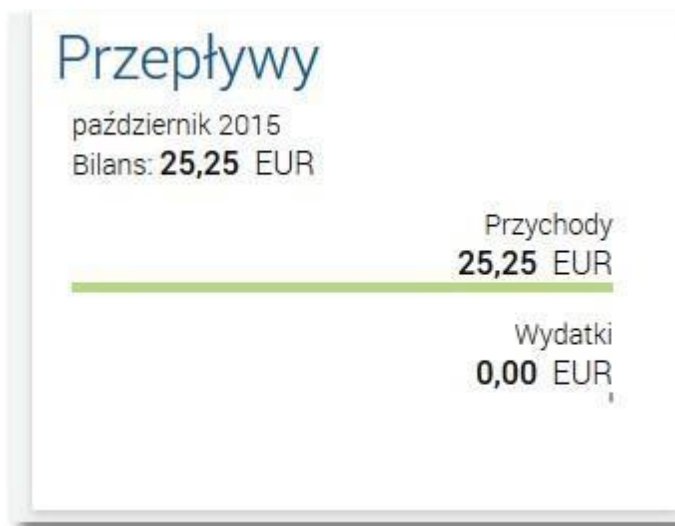 Przepływy
październik 2015
Bilans: 25,25 EUR
Przychody
25,25 EUR
Wydatki
0,00 EUR